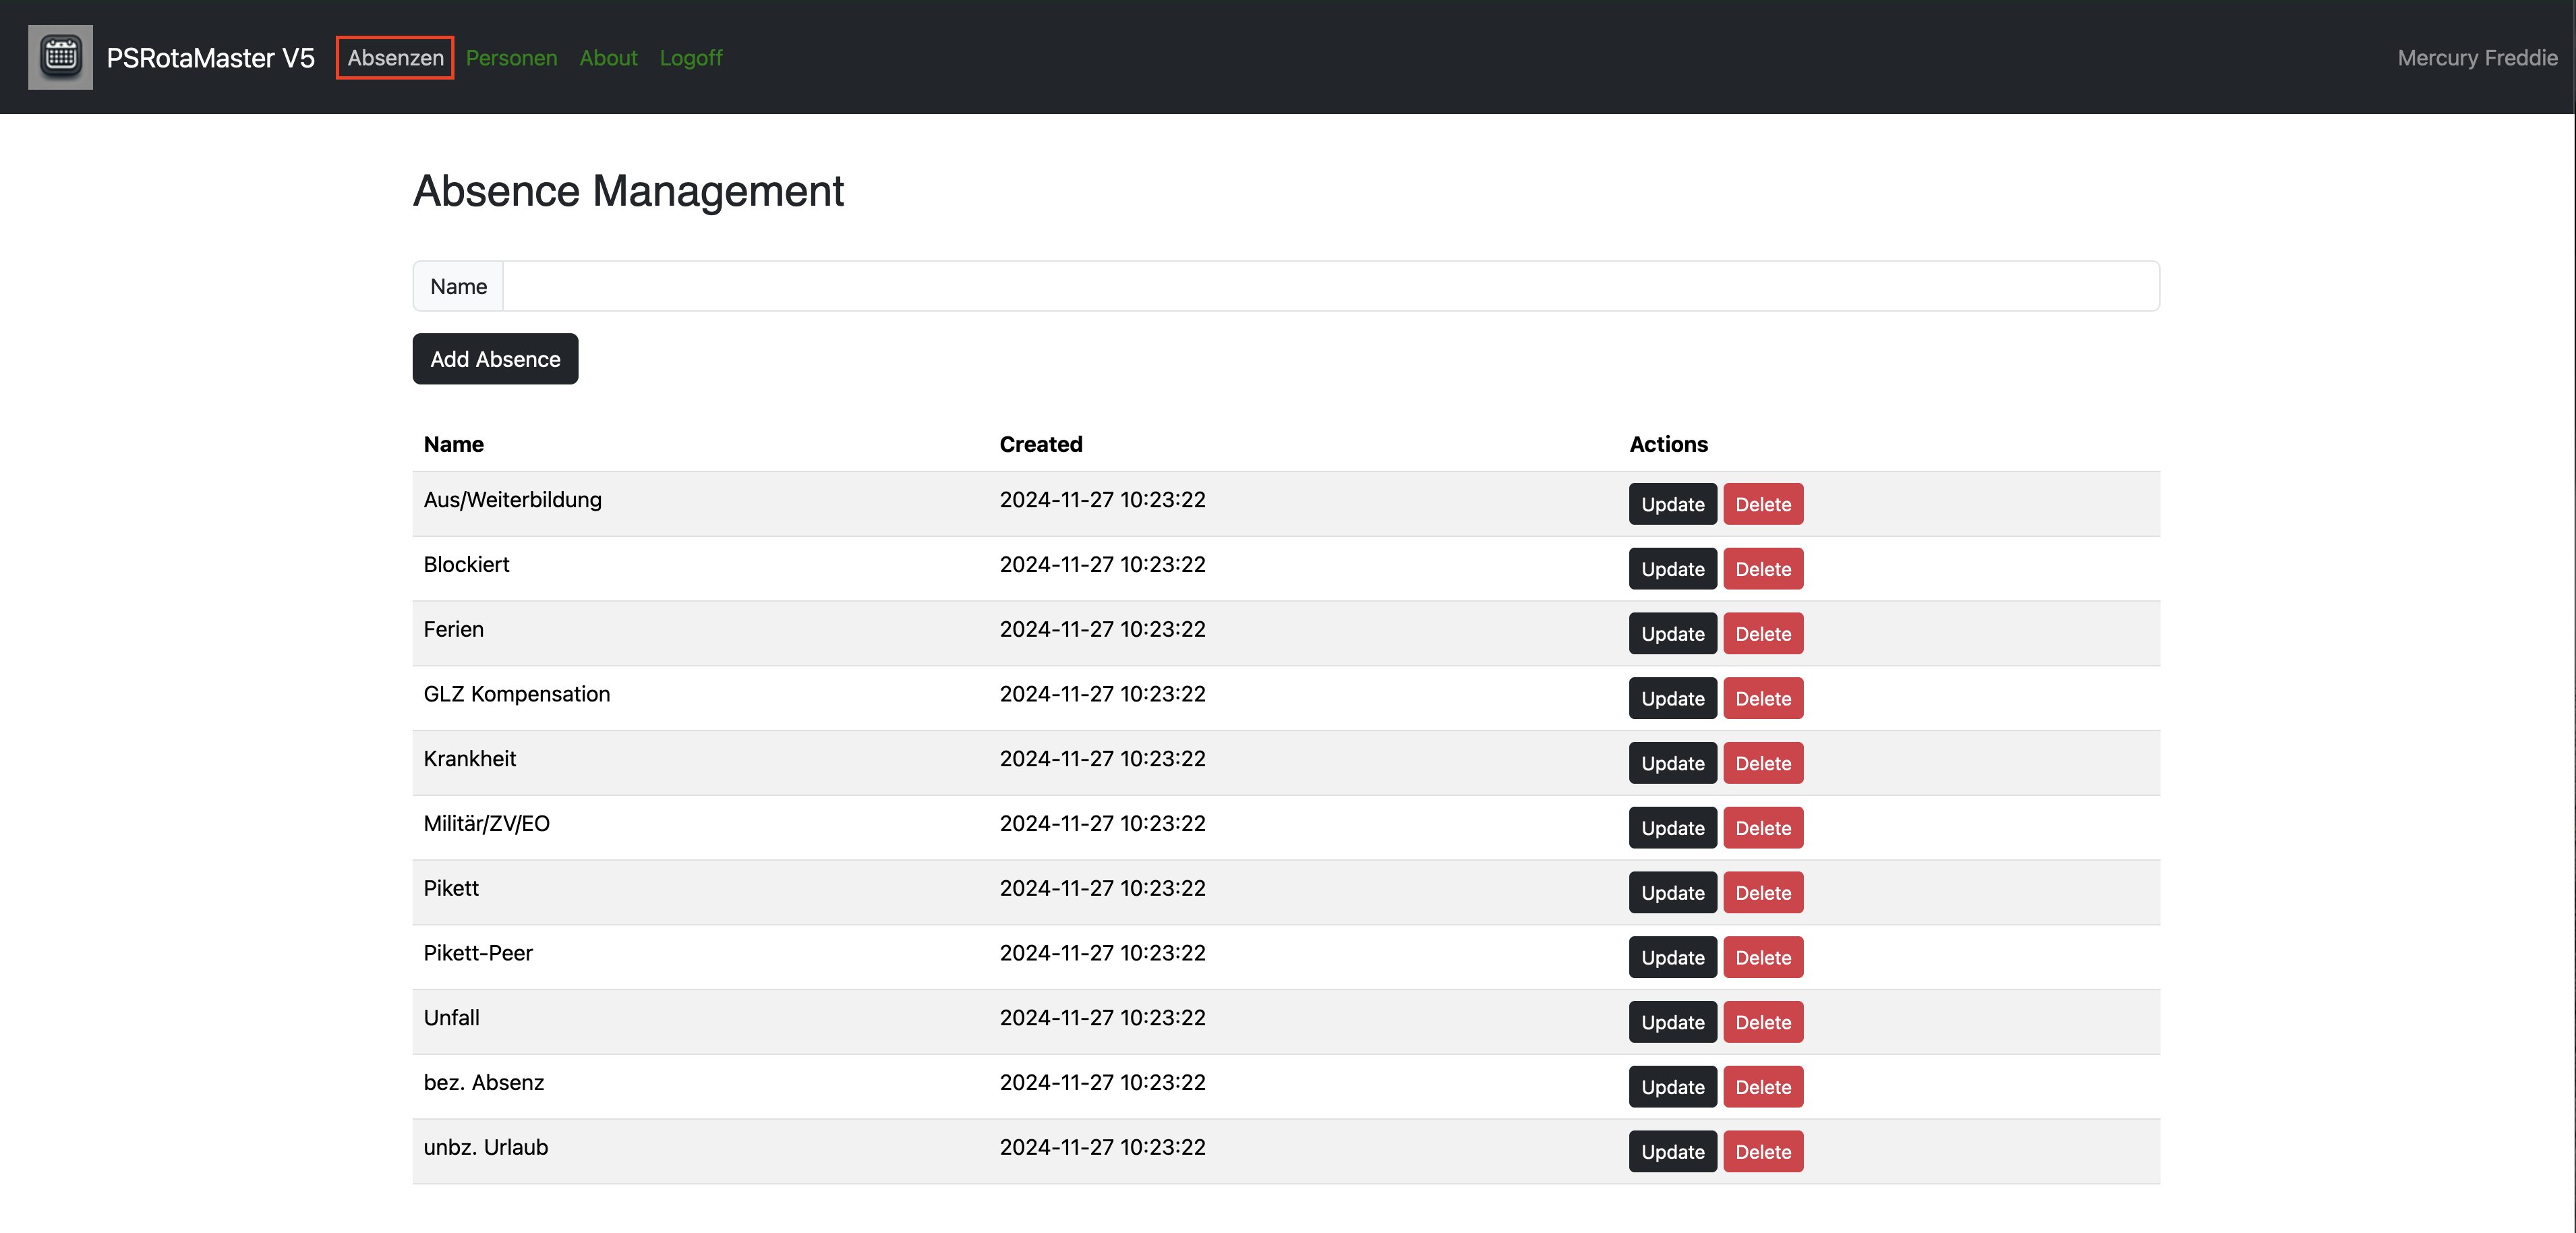 PSRotaMaster V5 Absenzen Personen About Logoff Mercury Freddie
Absence Management
Name
Add Absence
Name Created Actions
Aus/Weiterbildung 2024-11-27 10:23:22 Update Delete
Blockiert 2024-11-27 10:23:22 Update Delete
Ferien 2024-11-27 10:23:22 Update Delete
GLZ Kompensation 2024-11-27 10:23:22 Update Delete
Krankheit 2024-11-27 10:23:22 Update Delete
Militär/ZV/EO 2024-11-27 10:23:22 Update Delete
Pikett 2024-11-27 10:23:22 Update Delete
Pikett-Peer 2024-11-27 10:23:22 Update Delete
Unfall 2024-11-27 10:23:22 Update Delete
bez. Absenz 2024-11-27 10:23:22 Update Delete
unbz. Urlaub 2024-11-27 10:23:22 Update Delete